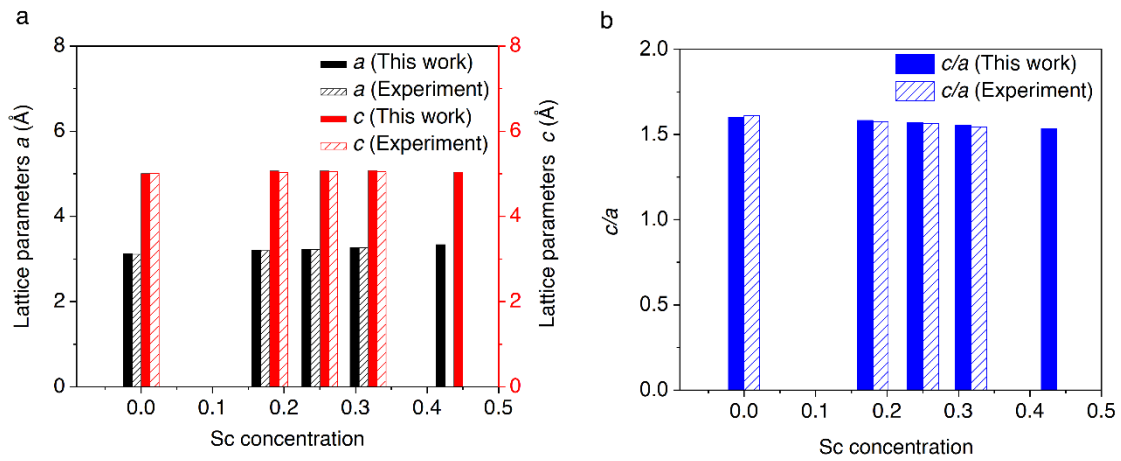 a
8
6
4
2
0
Lattice parameters a (Å)
a (This work)
a (Experiment)
c (This work)
c (Experiment)
8
6
4
2
0
Lattice parameters c (Å)
0.0 0.1 0.2 0.3 0.4 0.5
Sc concentration
b
2.0
1.5
1.0
0.5
0.0
c/a
c/a (This work)
c/a (Experiment)
0.0 0.1 0.2 0.3 0.4 0.5
Sc concentration